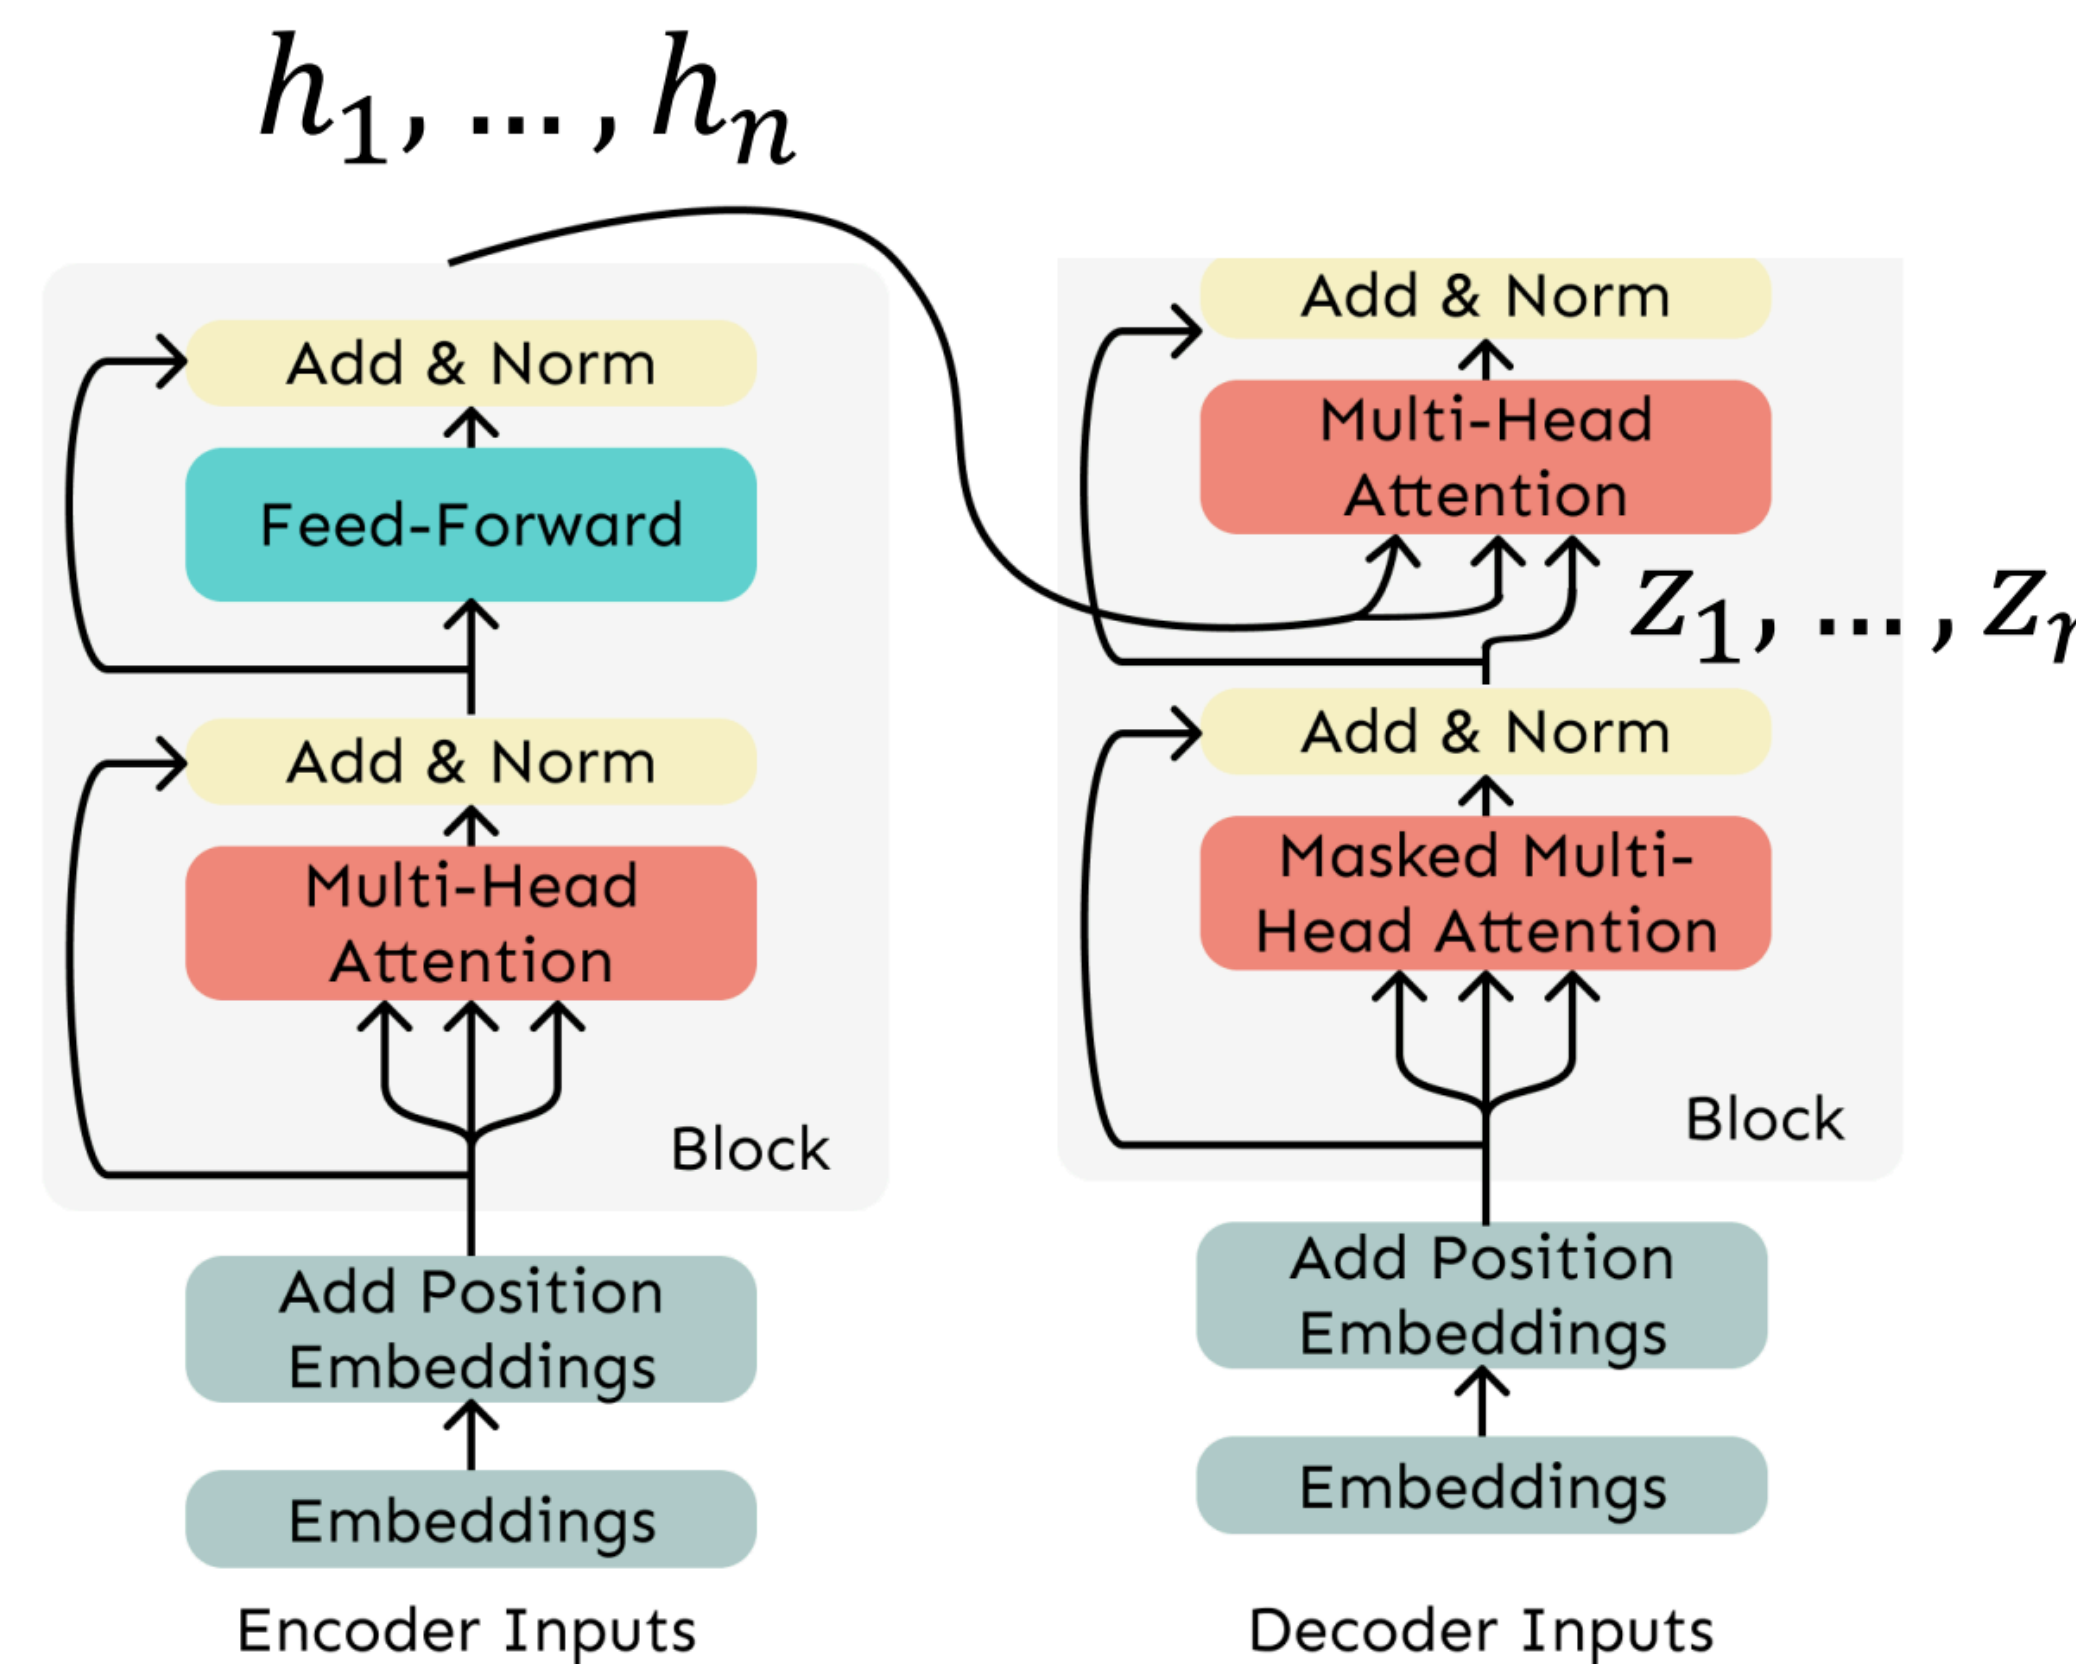 h₁, … , hₙ
Add & Norm
Feed-Forward
Add & Norm
Multi-Head
Attention
Block
Add Position
Embeddings
Embeddings
Encoder Inputs
Add & Norm
Multi-Head
Attention
z₁, … , z
Add & Norm
Masked Multi-
Head Attention
Block
Add Position
Embeddings
Embeddings
Decoder Inputs